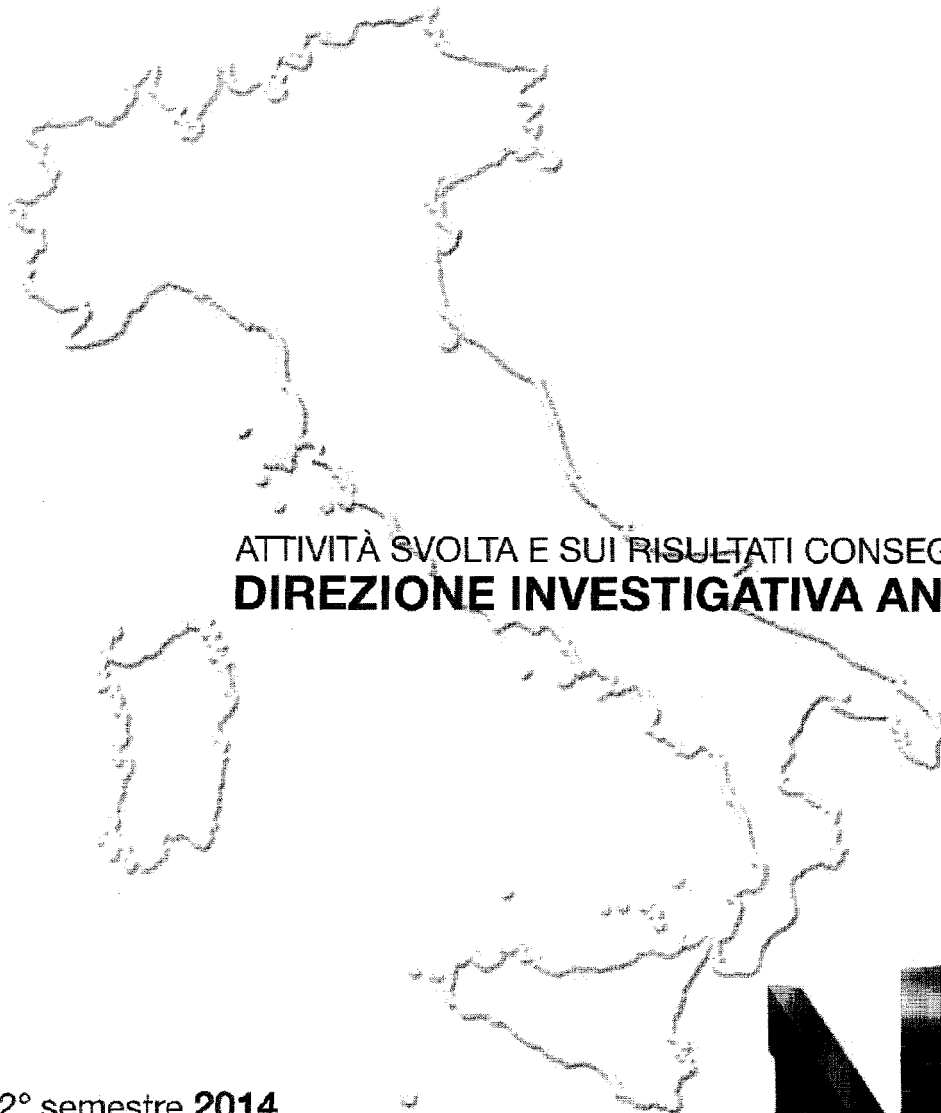 ATTIVITÀ SVOLTA E SUI RISULTATI CONSEG
DIREZIONE INVESTIGATIVA AN
2° semestre 2014